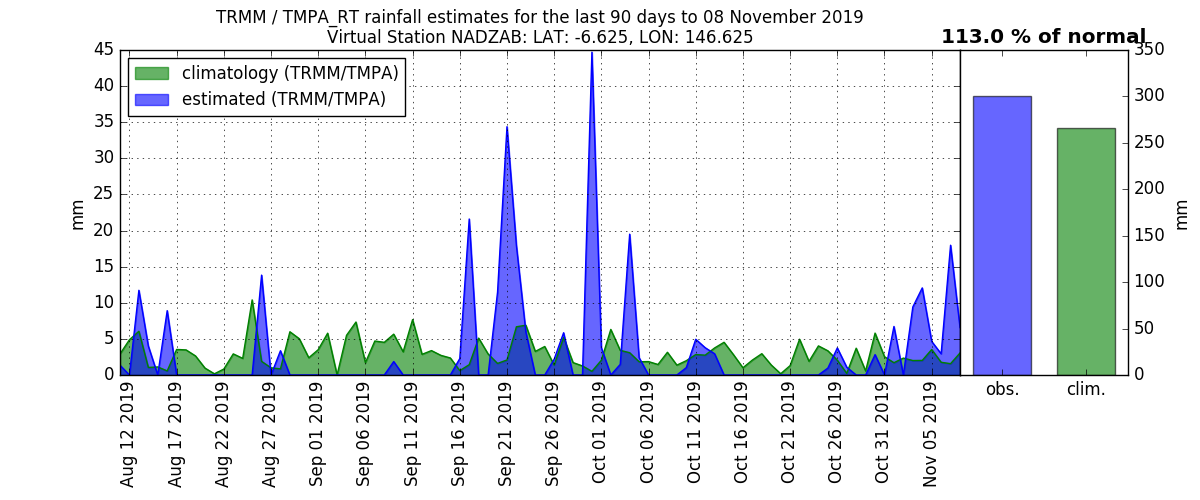 TRMM / TMPA_RT rainfall estimates for the last 90 days to 08 November 2019
Virtual Station NADZAB: LAT: -6.625, LON: 146.625
113.0 % of normal
climatology (TRMM/TMPA)
estimated (TRMM/TMPA)
45
40
35
30
25
20
15
10
5
0
mm
Aug 12 2019
Aug 17 2019
Aug 22 2019
Aug 27 2019
Sep 01 2019
Sep 06 2019
Sep 11 2019
Sep 16 2019
Sep 21 2019
Sep 26 2019
Oct 01 2019
Oct 06 2019
Oct 11 2019
Oct 16 2019
Oct 21 2019
Oct 26 2019
Oct 31 2019
Nov 05 2019
obs.
clim.
350
300
250
200
150
100
50
0
mm